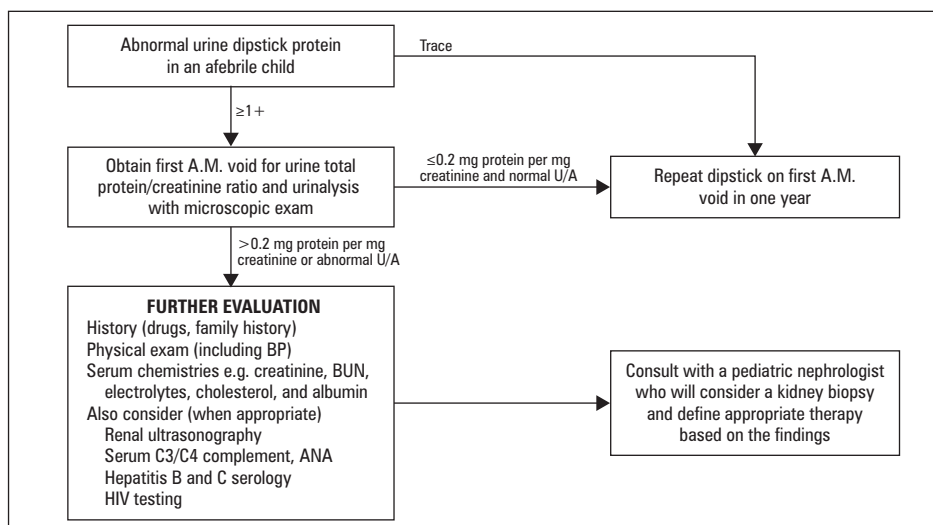 Abnormal urine dipstick protein
in an afebrile child
Trace
≥1+
Obtain first A.M. void for urine total
protein/creatinine ratio and urinalysis
with microscopic exam
≤0.2 mg protein per mg
creatinine and normal U/A
Repeat dipstick on first A.M.
void in one year
>0.2 mg protein per mg
creatinine or abnormal U/A
FURTHER EVALUATION
History (drugs, family history)
Physical exam (including BP)
Serum chemistries e.g. creatinine, BUN,
electrolytes, cholesterol, and albumin
Also consider (when appropriate)
Renal ultrasonography
Serum C3/C4 complement, ANA
Hepatitis B and C serology
HIV testing
Consult with a pediatric nephrologist
who will consider a kidney biopsy
and define appropriate therapy
based on the findings